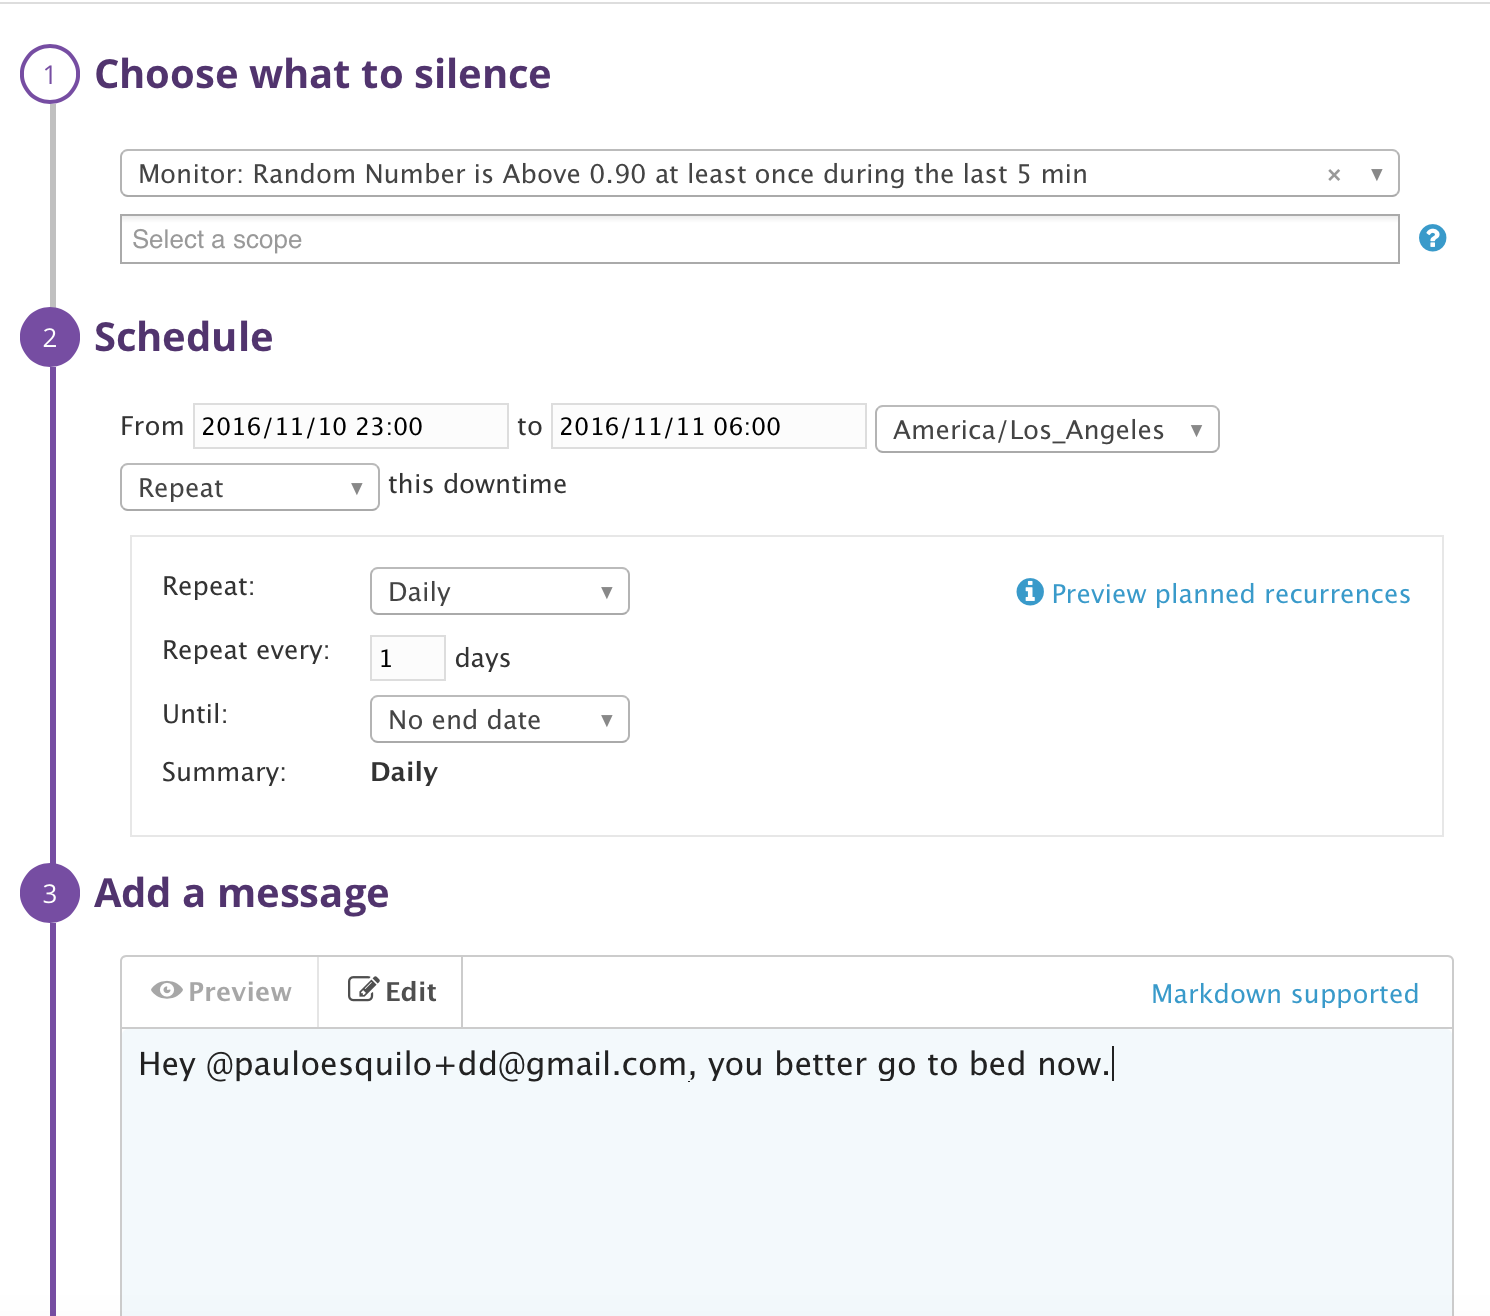 1 Choose what to silence
Monitor: Random Number is Above 0.90 at least once during the last 5 min × ▼
Select a scope ?
2 Schedule
From 2016/11/10 23:00 to 2016/11/11 06:00 America/Los_Angeles ▼
Repeat ▼ this downtime
Repeat: Daily ▼ Preview planned recurrences
Repeat every: 1 days
Until: No end date ▼
Summary: Daily
3 Add a message
Preview Edit Markdown supported
Hey @pauloesquilo+dd@gmail.com, you better go to bed now.